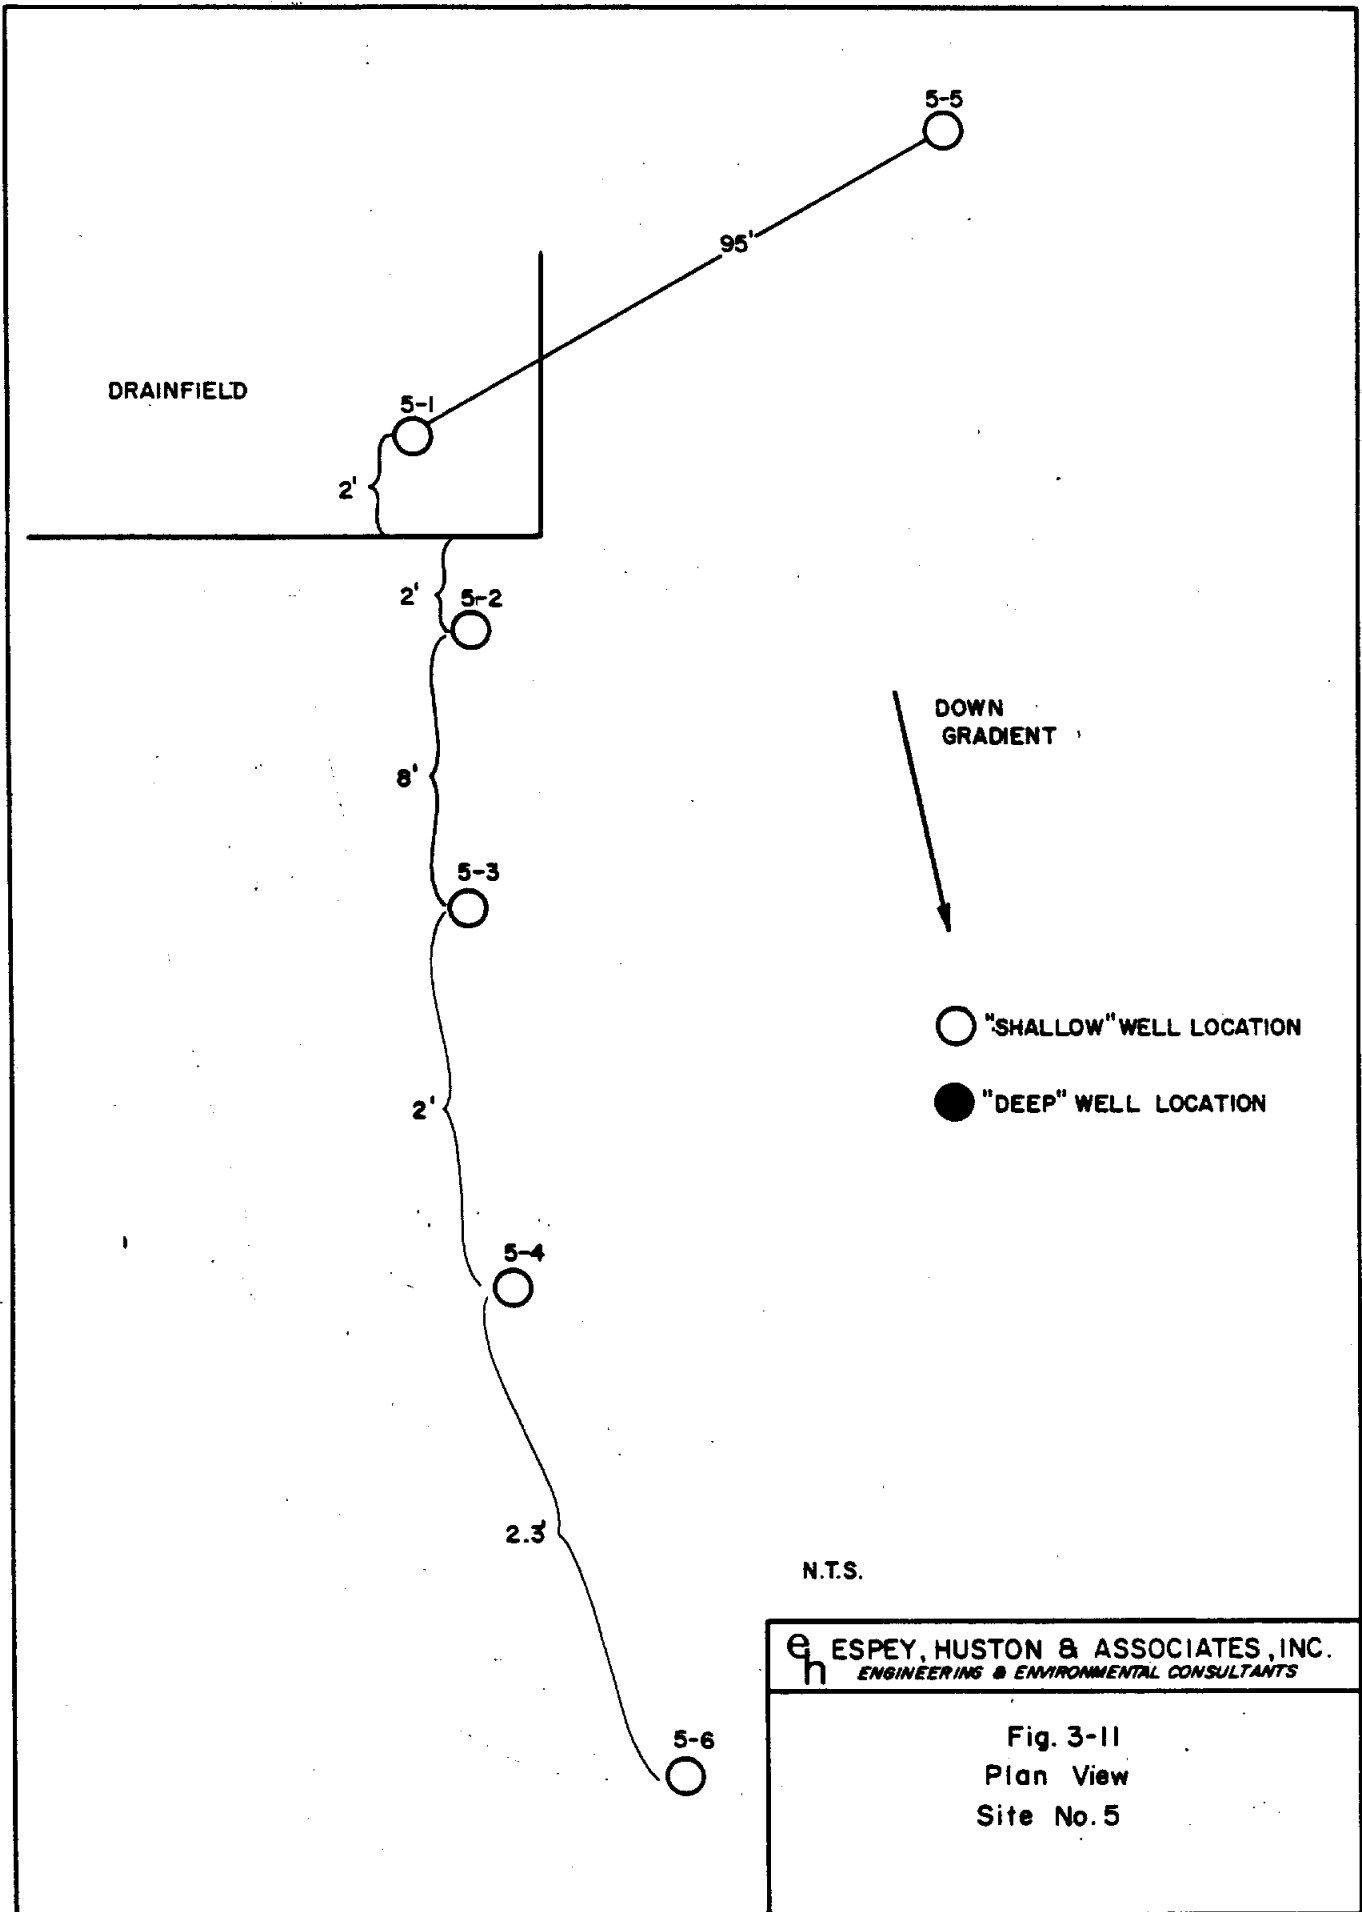 5-5
95'
DRAINFIELD
5-1
2'
2'
5-2
8'
DOWN
GRADIENT
5-3
"SHALLOW" WELL LOCATION
"DEEP" WELL LOCATION
2'
5-4
2.3'
N.T.S.
eh ESPEY, HUSTON & ASSOCIATES, INC.
ENGINEERING & ENVIRONMENTAL CONSULTANTS
5-6
Fig. 3-11
Plan View
Site No. 5